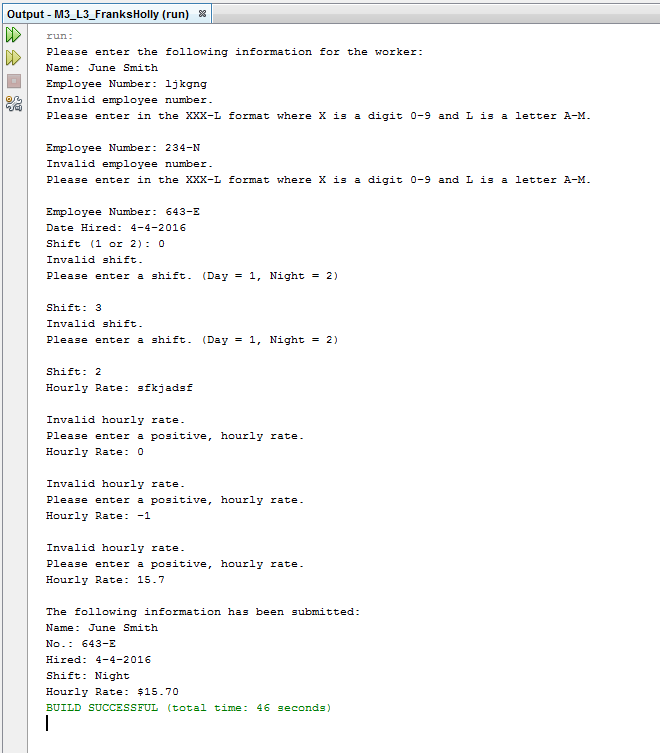 Output - M3_L3_FranksHolly (run)
run:
Please enter the following information for the worker:
Name: June Smith
Employee Number: ljkgng
Invalid employee number.
Please enter in the XXX-L format where X is a digit 0-9 and L is a letter A-M.
Employee Number: 234-N
Invalid employee number.
Please enter in the XXX-L format where X is a digit 0-9 and L is a letter A-M.
Employee Number: 643-E
Date Hired: 4-4-2016
Shift (1 or 2): 0
Invalid shift.
Please enter a shift. (Day = 1, Night = 2)
Shift: 3
Invalid shift.
Please enter a shift. (Day = 1, Night = 2)
Shift: 2
Hourly Rate: sfkjadsf
Invalid hourly rate.
Please enter a positive, hourly rate.
Hourly Rate: 0
Invalid hourly rate.
Please enter a positive, hourly rate.
Hourly Rate: -1
Invalid hourly rate.
Please enter a positive, hourly rate.
Hourly Rate: 15.7
The following information has been submitted:
Name: June Smith
No.: 643-E
Hired: 4-4-2016
Shift: Night
Hourly Rate: $15.70
BUILD SUCCESSFUL (total time: 46 seconds)